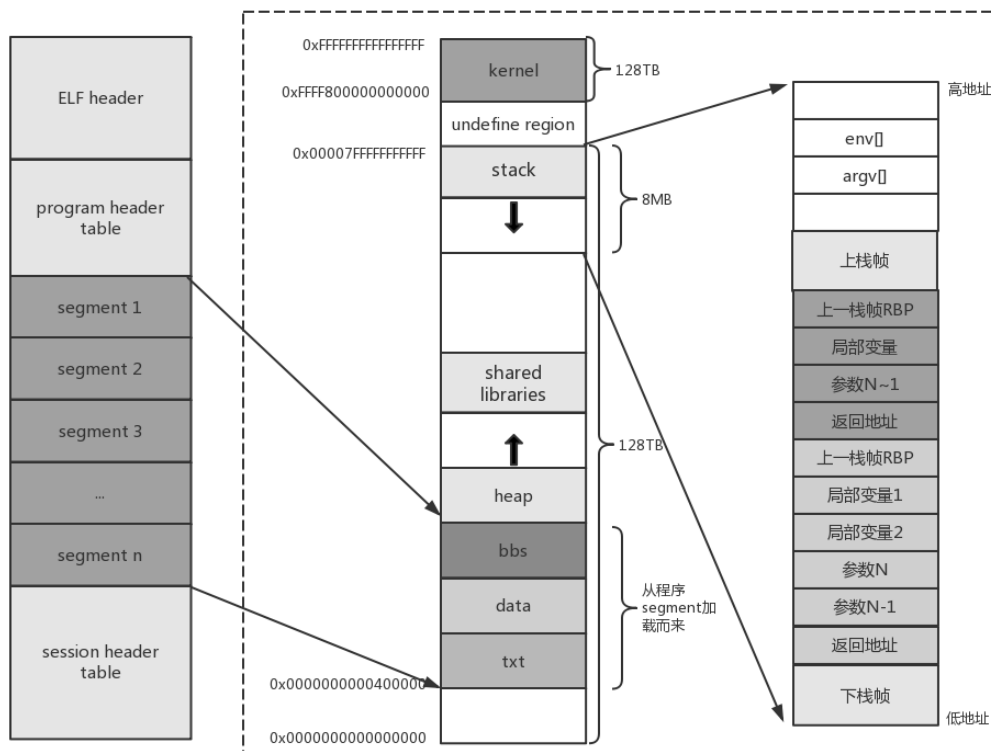 ELF header
program header
table
segment 1
segment 2
segment 3
...
segment n
session header
table
0xFFFFFFFFFFFFFFFF
kernel
128TB
0xFFFF800000000000
undefine region
0x00007FFFFFFFFFFF
stack
8MB
shared
libraries
128TB
heap
bbs
data
txt
从程序
segment加
载而来
0x0000000000400000
0x0000000000000000
高地址
env[]
argv[]
上栈帧
上一栈帧RBP
局部变量
参数N~1
返回地址
上一栈帧RBP
局部变量1
局部变量2
参数N
参数N-1
返回地址
下栈帧
低地址